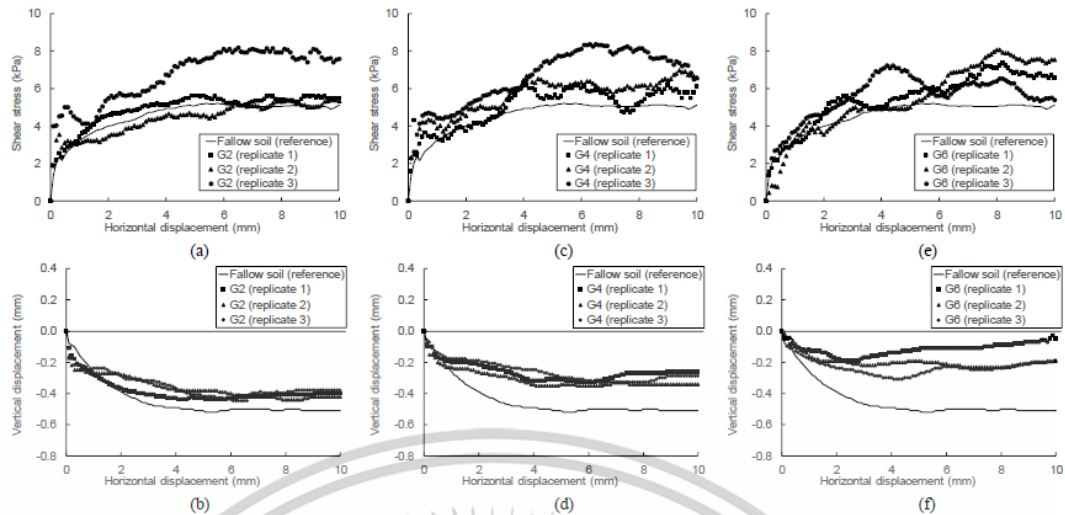 Shear stress (kPa)
10
8
6
4
2
0
0 2 4 6 8 10
Fallow soil (reference)
G2 (replicate 1)
G2 (replicate 2)
G2 (replicate 3)
Horizontal displacement (mm)
(a)
Shear stress (kPa)
10
8
6
4
2
0
0 2 4 6 8 10
Fallow soil (reference)
G4 (replicate 1)
G4 (replicate 2)
G4 (replicate 3)
Horizontal displacement (mm)
(c)
Shear stress (kPa)
10
8
6
4
2
0
0 2 4 6 8 10
Fallow soil (reference)
G6 (replicate 1)
G6 (replicate 2)
G6 (replicate 3)
Horizontal displacement (mm)
(e)
Vertical displacement (mm)
0.4
0.2
0.0
-0.2
-0.4
-0.6
-0.8
0 2 4 6 8 10
Fallow soil (reference)
G2 (replicate 1)
G2 (replicate 2)
G2 (replicate 3)
Horizontal displacement (mm)
(b)
Vertical displacement (mm)
0.4
0.2
0.0
-0.2
-0.4
-0.6
-0.8
0 2 4 6 8 10
Fallow soil (reference)
G4 (replicate 1)
G4 (replicate 2)
G4 (replicate 3)
Horizontal displacement (mm)
(d)
Vertical displacement (mm)
0.4
0.2
0.0
-0.2
-0.4
-0.6
-0.8
0 2 4 6 8 10
Fallow soil (reference)
G6 (replicate 1)
G6 (replicate 2)
G6 (replicate 3)
Horizontal displacement (mm)
(f)